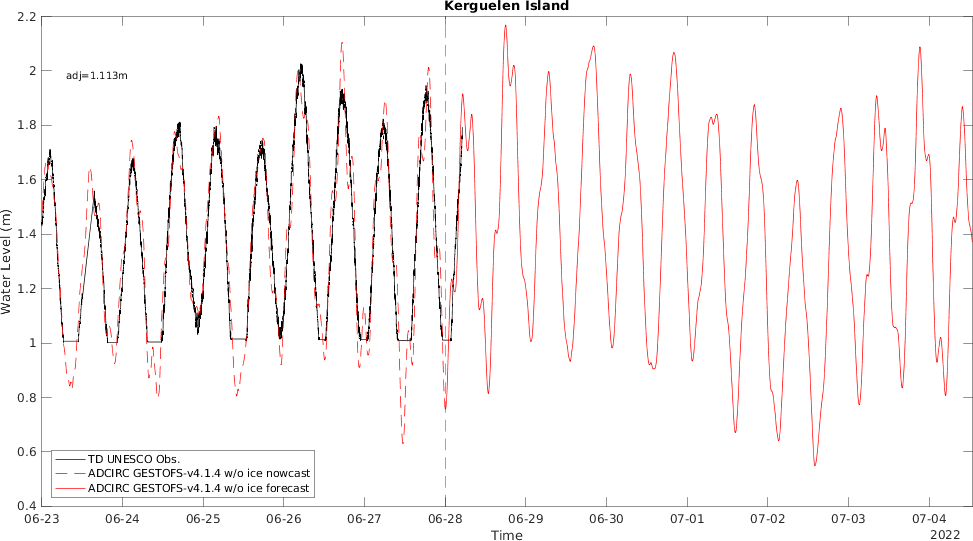 Kerguelen Island
2.2
2
1.8
1.6
1.4
1.2
1
0.8
0.6
0.4
Water Level (m)
adj=1.113m
TD UNESCO Obs.
ADCIRC GESTOFS-v4.1.4 w/o ice nowcast
ADCIRC GESTOFS-v4.1.4 w/o ice forecast
06-23 06-24 06-25 06-26 06-27 06-28 06-29 06-30 07-01 07-02 07-03 07-04
Time
2022